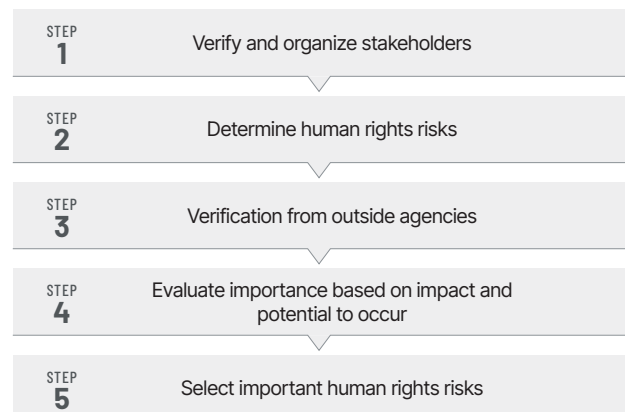 STEP
1
Verify and organize stakeholders
STEP
2
Determine human rights risks
STEP
3
Verification from outside agencies
STEP
4
Evaluate importance based on impact and
potential to occur
STEP
5
Select important human rights risks